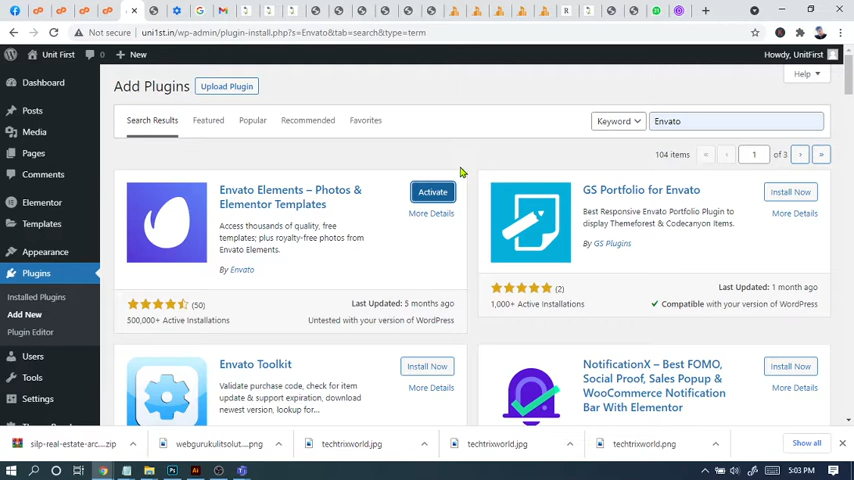 Not secure
uni1st.in/wp-admin/plugin-install.php?s=Envato&tab=search&type=term
Unit First
0
New
Howdy, UnitFirst
Dashboard
Posts
Media
Pages
Comments
Elementor
Templates
Appearance
Plugins
Installed Plugins
Add New
Plugin Editor
Users
Tools
Settings
Add Plugins
Upload Plugin
Help
Search Results
Featured
Popular
Recommended
Favorites
Keyword
Envato
104 items
«
‹
1
of 3
›
»
Envato Elements – Photos &
Elementor Templates
Activate
More Details
Access thousands of quality, free
templates; plus royalty-free photos from
Envato Elements.
By Envato
(50)
500,000+ Active Installations
Last Updated: 5 months ago
Untested with your version of WordPress
GS Portfolio for Envato
Install Now
More Details
Best Responsive Envato Portfolio Plugin to
display Themeforest & Codecanyon Items.
By GS Plugins
(2)
1,000+ Active Installations
Last Updated: 1 month ago
Compatible with your version of WordPress
Envato Toolkit
Install Now
More Details
Validate purchase code, check for item
update & support expiration, download
newest version, lookup for...
NotificationX – Best FOMO,
Social Proof, Sales Popup &
WooCommerce Notification
Bar With Elementor
Install Now
More Details
silp-real-estate-arc....zip
webgurukulitsolut....png
techtrixworld.jpg
techtrixworld.jpg
techtrixworld.png
Show all
5:03 PM